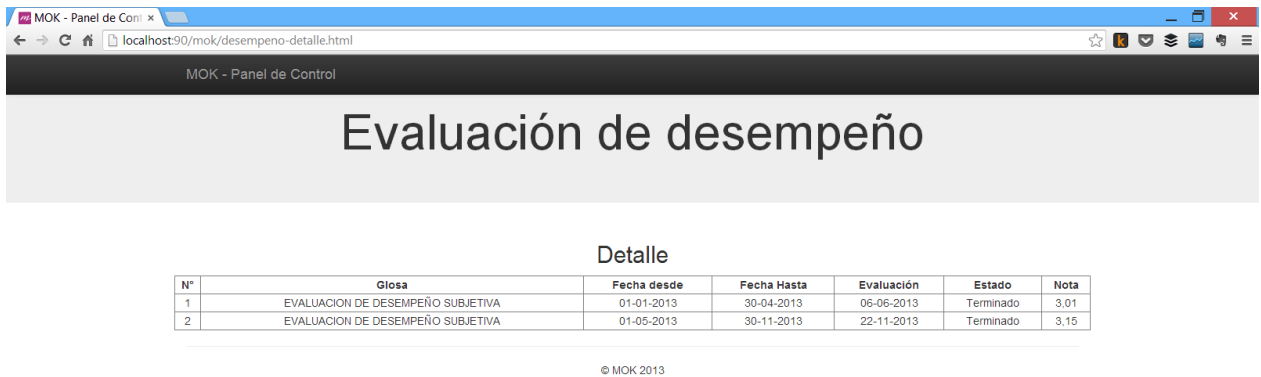 MOK - Panel de Cont
localhost:90/mok/desempeno-detalle.html
MOK - Panel de Control
Evaluación de desempeño
Detalle
N° Glosa Fecha desde Fecha Hasta Evaluación Estado Nota
1 EVALUACION DE DESEMPEÑO SUBJETIVA 01-01-2013 30-04-2013 06-06-2013 Terminado 3,01
2 EVALUACION DE DESEMPEÑO SUBJETIVA 01-05-2013 30-11-2013 22-11-2013 Terminado 3,15
© MOK 2013